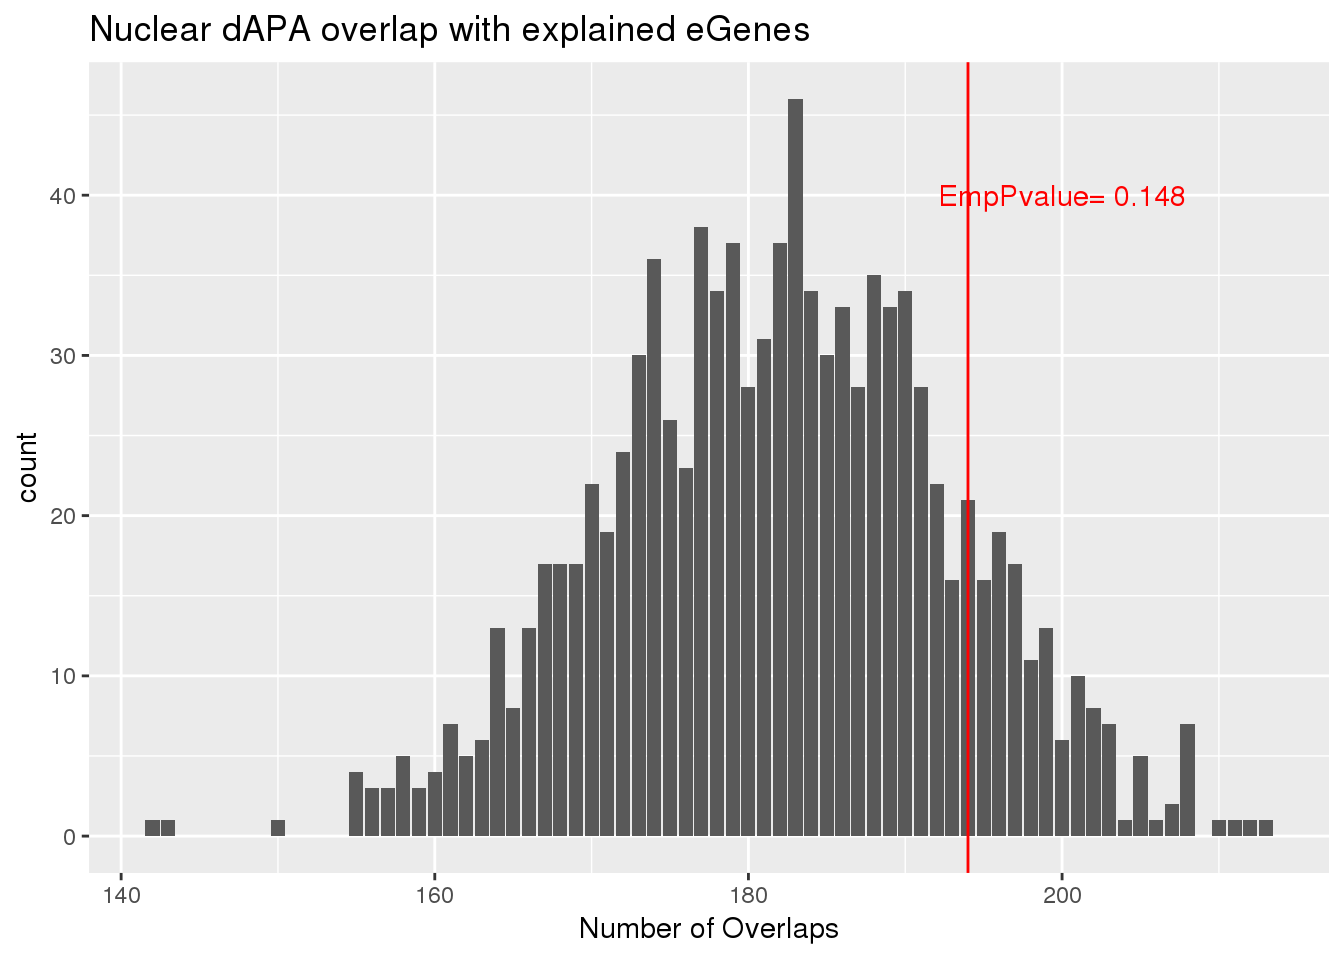 Nuclear dAPA overlap with explained eGenes
EmpPvalue= 0.148
40
30
20
10
0
count
140
160
180
200
Number of Overlaps